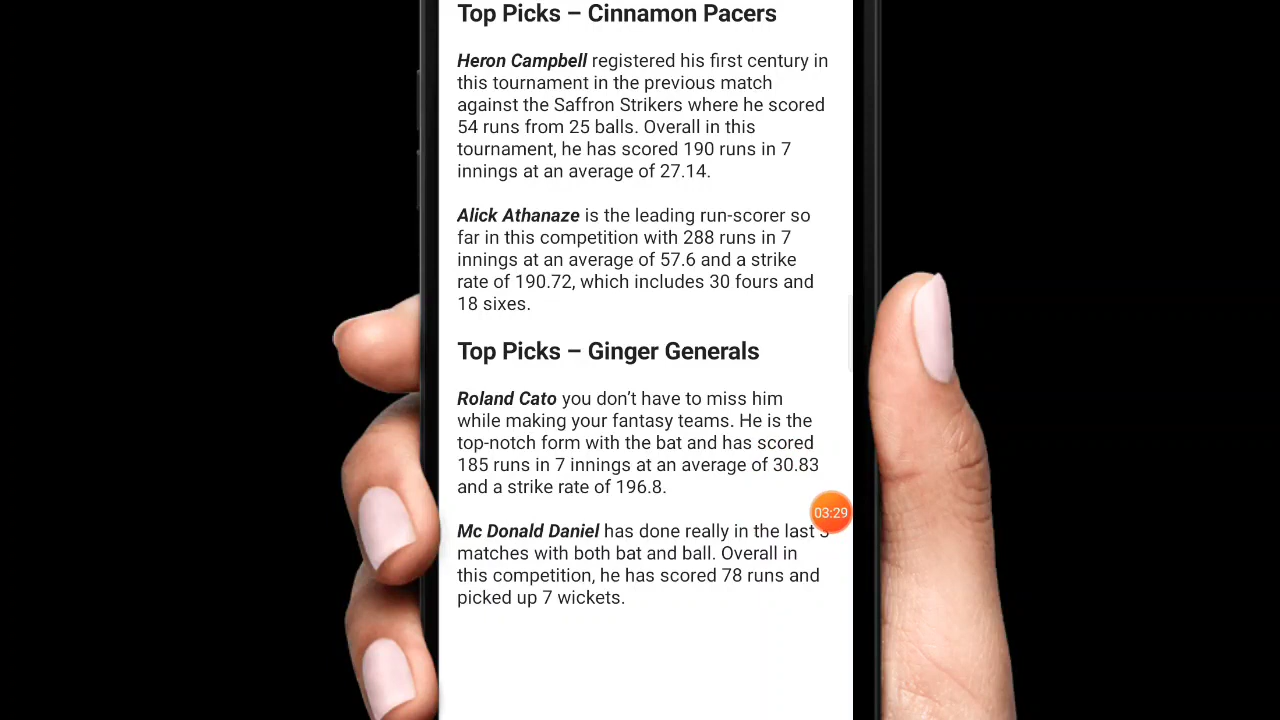 Top Picks – Cinnamon Pacers
Heron Campbell registered his first century in
this tournament in the previous match
against the Saffron Strikers where he scored
54 runs from 25 balls. Overall in this
tournament, he has scored 190 runs in 7
innings at an average of 27.14.
Alick Athanaze is the leading run-scorer so
far in this competition with 288 runs in 7
innings at an average of 57.6 and a strike
rate of 190.72, which includes 30 fours and
18 sixes.
Top Picks – Ginger Generals
Roland Cato you don’t have to miss him
while making your fantasy teams. He is the
top-notch form with the bat and has scored
185 runs in 7 innings at an average of 30.83
and a strike rate of 196.8.
03:29
Mc Donald Daniel has done really in the last
matches with both bat and ball. Overall in
this competition, he has scored 78 runs and
picked up 7 wickets.